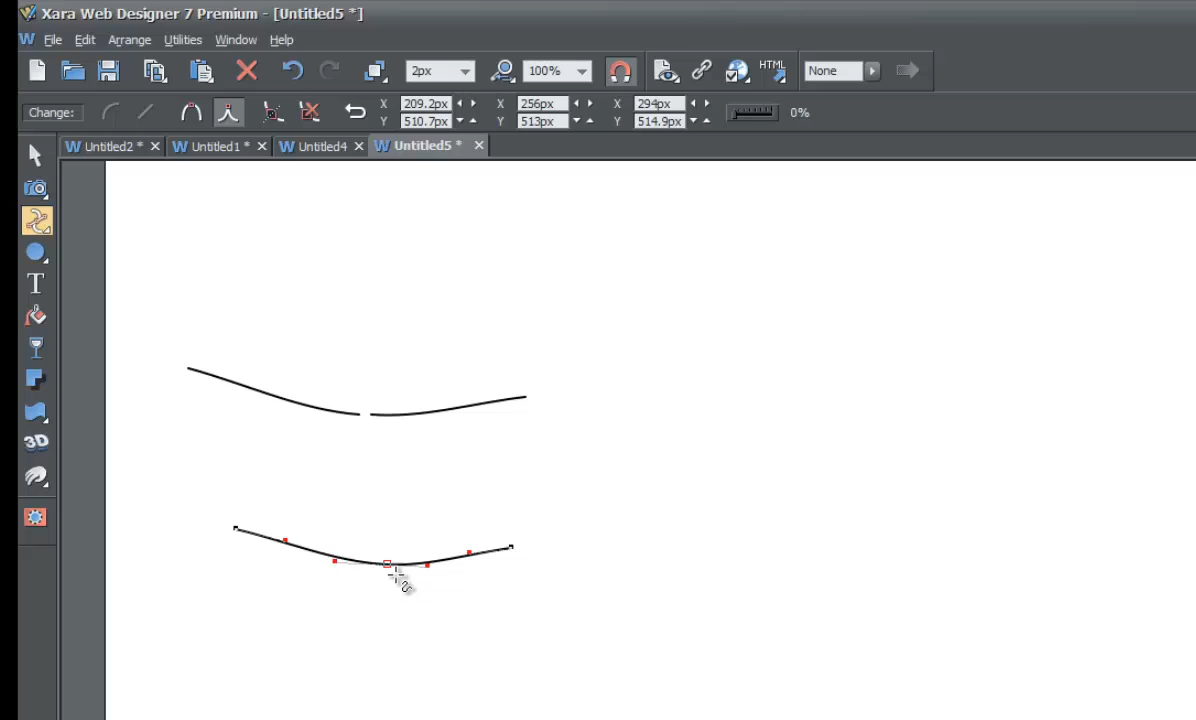 Xara Web Designer 7 Premium - [Untitled5 *]
W File Edit Arrange Utilities Window Help
2px 100% HTML None
Change: X 209.2px X 256px X 294px 0%
Y 510.7px Y 513px Y 514.9px
W Untitled2 * W Untitled1 * W Untitled4 W Untitled5 *
T
3D